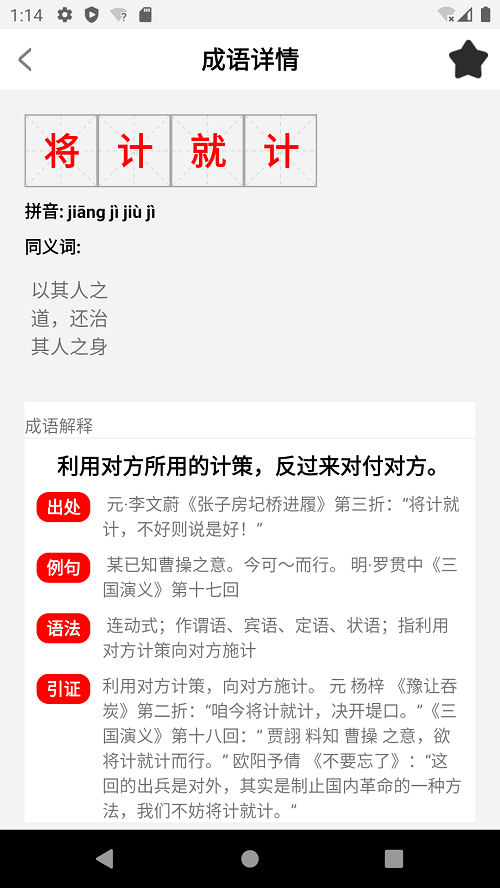 1:14
成语详情
将计就计
拼音: jiāng jì jiù jì
同义词:
以其人之
道，还治
其人之身
成语解释
利用对方所用的计策，反过来对付对方。
出处 元·李文蔚《张子房圯桥进履》第三折：“将计就
计，不好则说是好！”
例句 某已知曹操之意。今可～而行。 明·罗贯中《三
国演义》第十七回
语法 连动式；作谓语、宾语、定语、状语；指利用
对方计策向对方施计
引证 利用对方计策，向对方施计。 元 杨梓 《豫让吞
炭》第二折：“咱今将计就计，决开堤口。”《三
国演义》第十八回：“ 贾詡 料知 曹操 之意，欲
将计就计而行。” 欧阳予倩 《不要忘了》：“这
回的出兵是对外，其实是制止国内革命的一种方
法，我们不妨将计就计。”